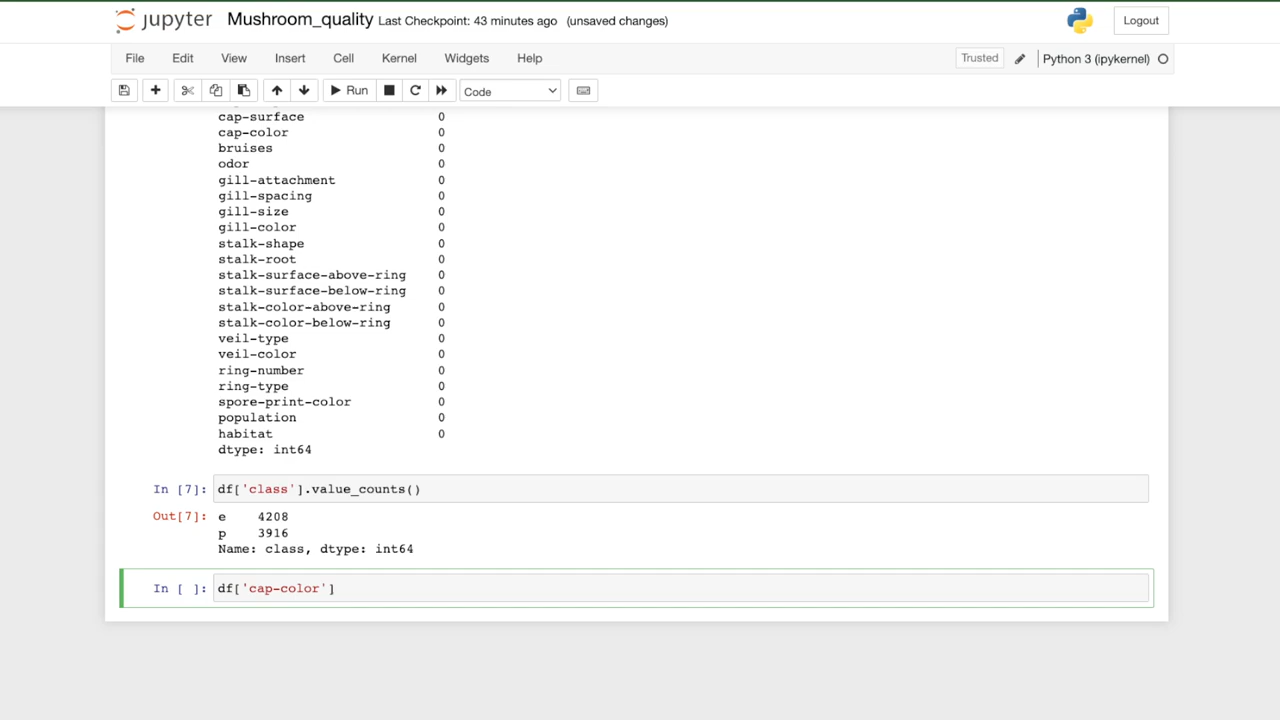 jupyter Mushroom_quality Last Checkpoint: 43 minutes ago (unsaved changes) Logout
File Edit View Insert Cell Kernel Widgets Help Trusted Python 3 (ipykernel)
Run Code
cap-surface 0
cap-color 0
bruises 0
odor 0
gill-attachment 0
gill-spacing 0
gill-size 0
gill-color 0
stalk-shape 0
stalk-root 0
stalk-surface-above-ring 0
stalk-surface-below-ring 0
stalk-color-above-ring 0
stalk-color-below-ring 0
veil-type 0
veil-color 0
ring-number 0
ring-type 0
spore-print-color 0
population 0
habitat 0
dtype: int64
In [7]: df['class'].value_counts()
Out[7]: e 4208
p 3916
Name: class, dtype: int64
In [ ]: df['cap-color']